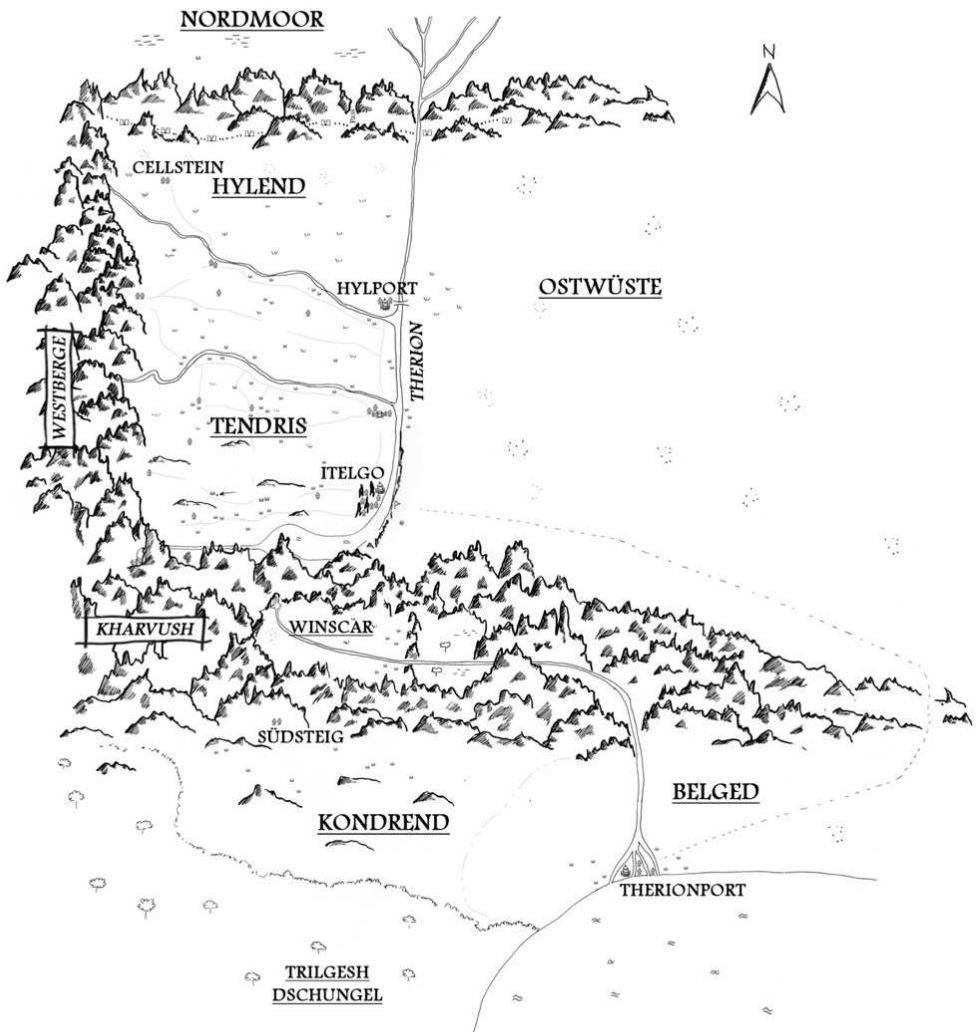 NORDMOOR
N
CELLSTEIN
HYLEND
HYLPORT
OSTWÜSTE
THERION
WESTBERGE
TENDRIS
ITELGO
KHARVUSH
WINSCAR
SÜDSTEIG
BELGED
KONDREND
THERIONPORT
TRILGESH
DSCHUNGEL